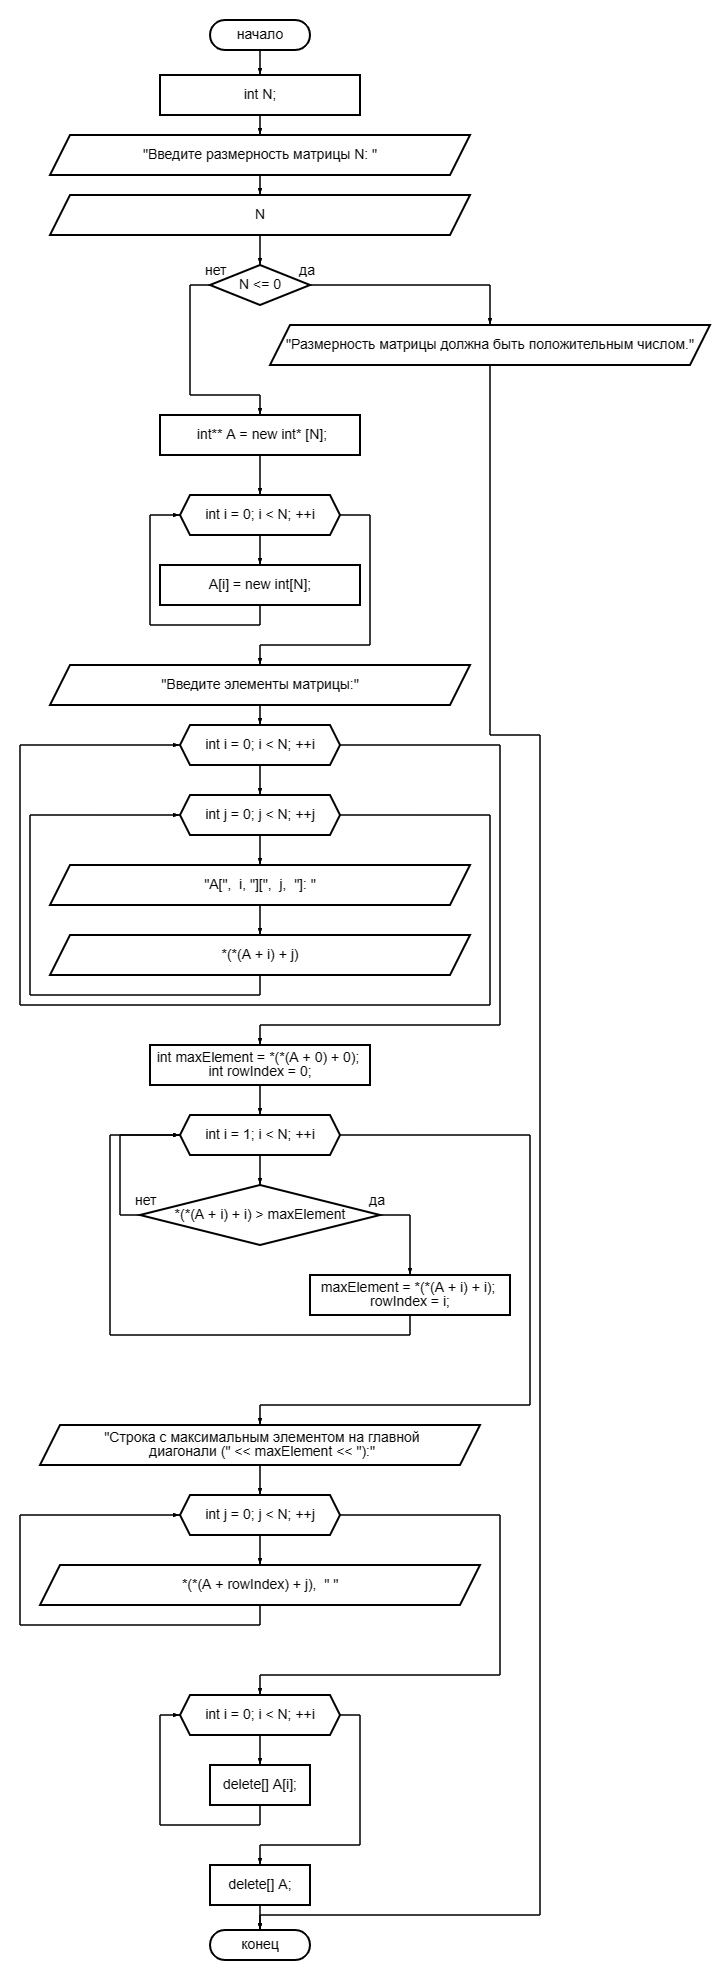 начало
int N;
"Введите размерность матрицы N: "
N
нет
да
N <= 0
"Размерность матрицы должна быть положительным числом."
int** A = new int* [N];
int i = 0; i < N; ++i
A[i] = new int[N];
"Введите элементы матрицы:"
int i = 0; i < N; ++i
int j = 0; j < N; ++j
"A[",  i, "][",  j,  "]: "
*(*(A + i) + j)
int maxElement = *(*(A + 0) + 0);
int rowIndex = 0;
int i = 1; i < N; ++i
нет
да
*(*(A + i) + i) > maxElement
maxElement = *(*(A + i) + i);
rowIndex = i;
"Строка с максимальным элементом на главной
диагонали (" << maxElement << "):"
int j = 0; j < N; ++j
*(*(A + rowIndex) + j),  " "
int i = 0; i < N; ++i
delete[] A[i];
delete[] A;
конец